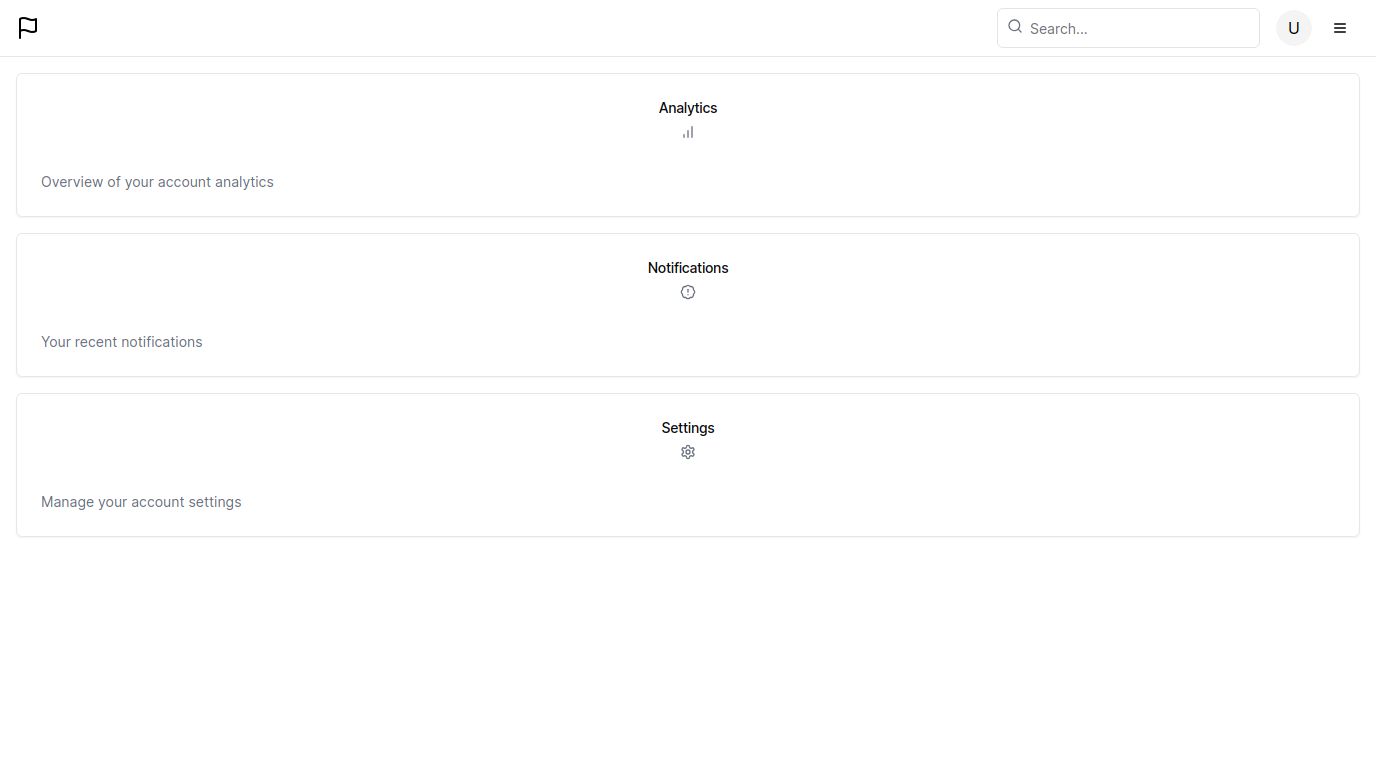 Search...
U
Analytics
Overview of your account analytics
Notifications
Your recent notifications
Settings
Manage your account settings